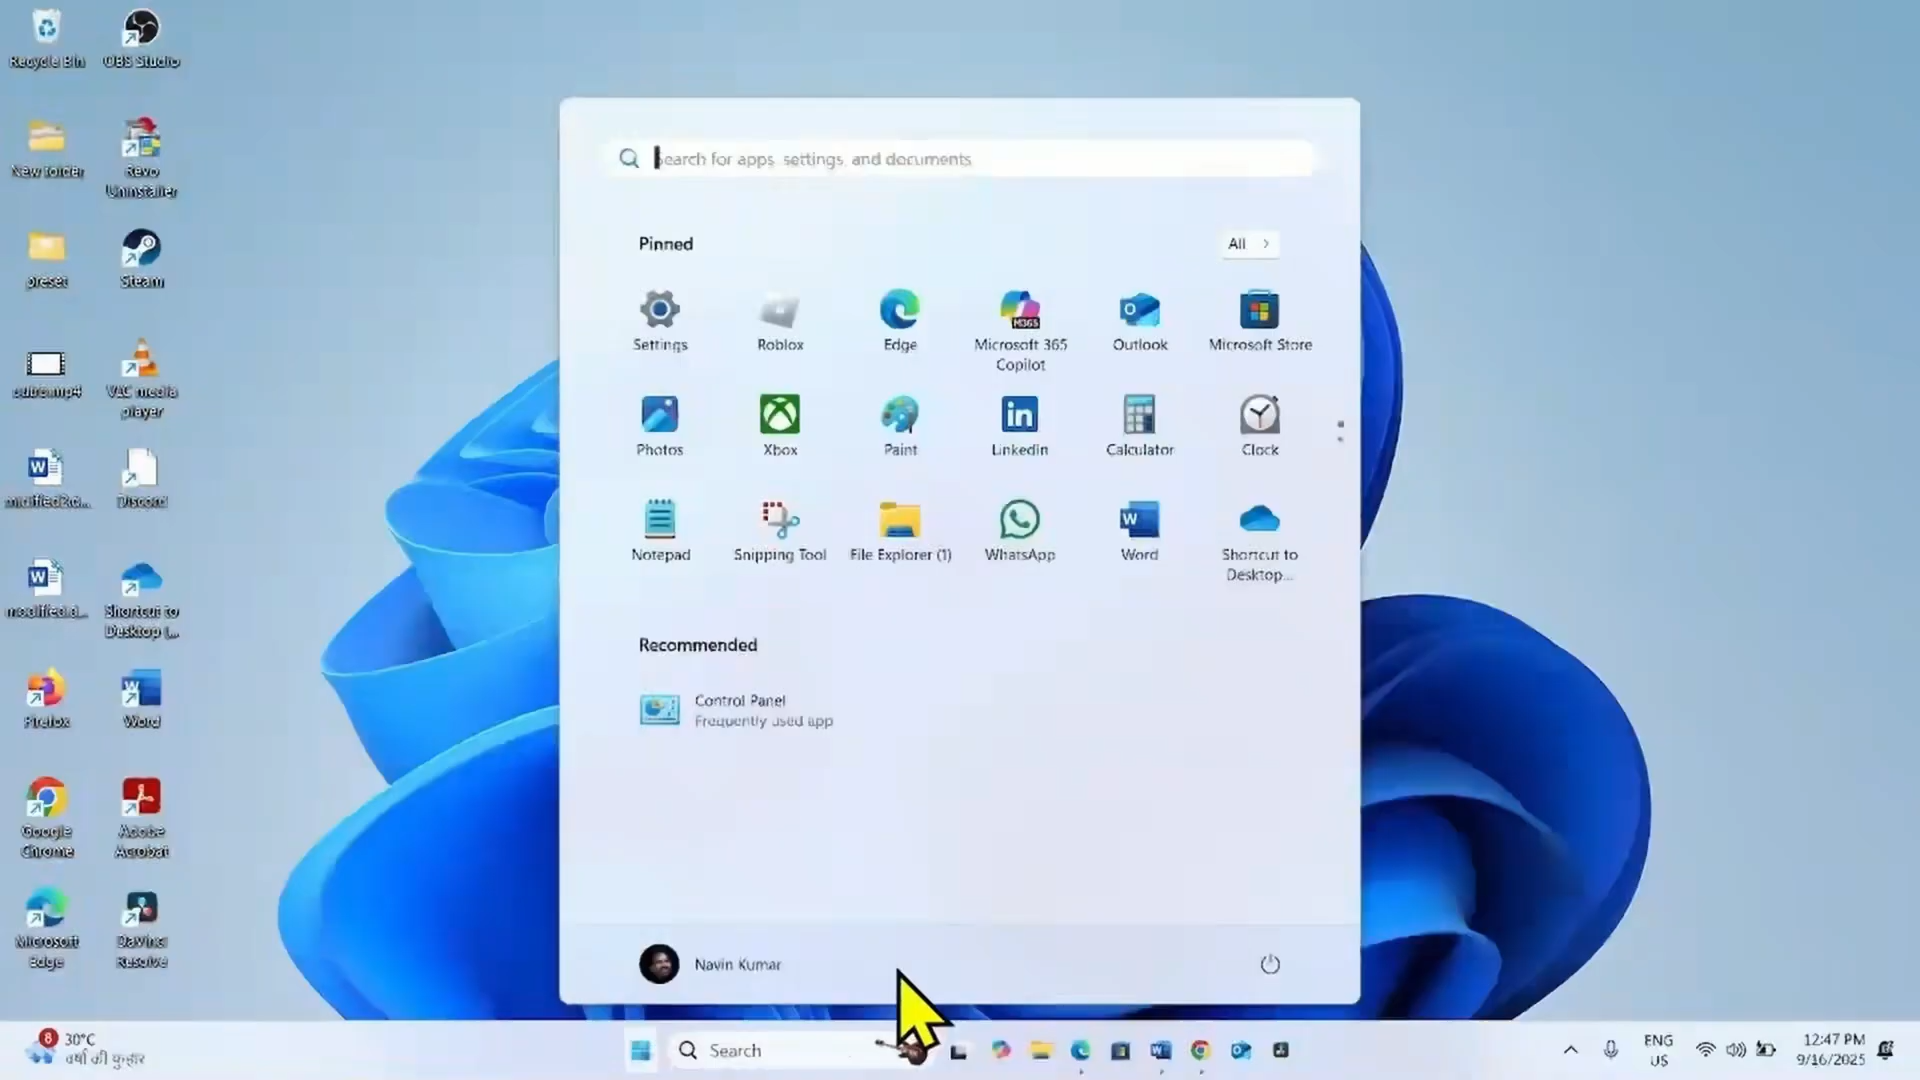 Recycle Bin
OBS Studio
New folder
Revo
Uninstaller
preset
Steam
VLC media
player
Discord
Shortcut to
Desktop (...
Firefox
Word
Google
Chrome
Adobe
Acrobat
Microsoft
Edge
DaVinci
Resolve
Search for apps, settings, and documents
Pinned
All
Settings
Roblox
Edge
Microsoft 365
Copilot
Outlook
Microsoft Store
M365
Photos
Xbox
Paint
LinkedIn
Calculator
Clock
Notepad
Snipping Tool
File Explorer (1)
WhatsApp
Word
Shortcut to
Desktop...
Recommended
Control Panel
Frequently used app
Navin Kumar
8
30°C
वर्षा की फुहार
Search
ENG
US
12:47 PM
9/16/2025